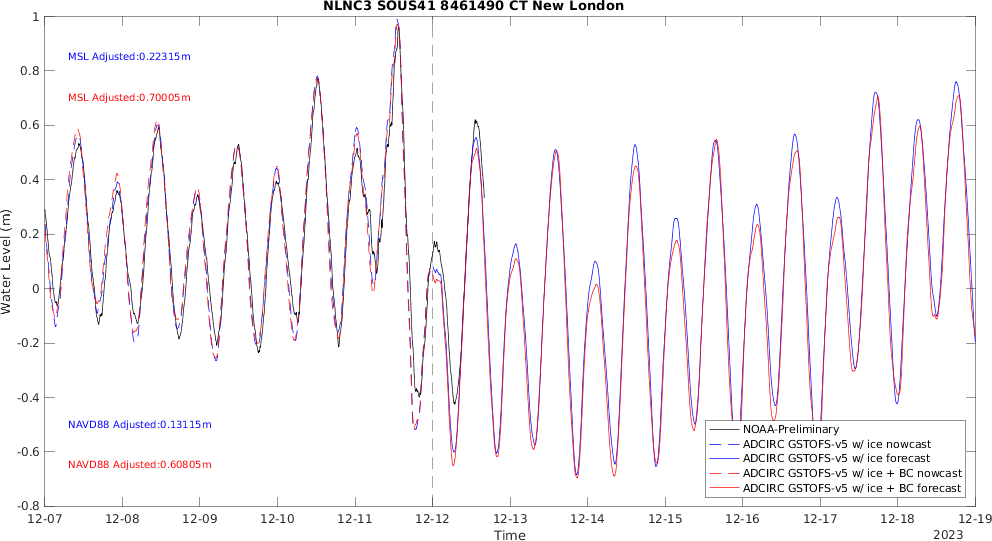 NLNC3 SOUS41 8461490 CT New London
1
0.8
0.6
0.4
0.2
0
-0.2
-0.4
-0.6
-0.8
Water Level (m)
MSL Adjusted:0.22315m
MSL Adjusted:0.70005m
NAVD88 Adjusted:0.13115m
NAVD88 Adjusted:0.60805m
NOAA-Preliminary
ADCIRC GSTOFS-v5 w/ ice nowcast
ADCIRC GSTOFS-v5 w/ ice forecast
ADCIRC GSTOFS-v5 w/ ice + BC nowcast
ADCIRC GSTOFS-v5 w/ ice + BC forecast
12-07 12-08 12-09 12-10 12-11 12-12 12-13 12-14 12-15 12-16 12-17 12-18 12-19
Time
2023